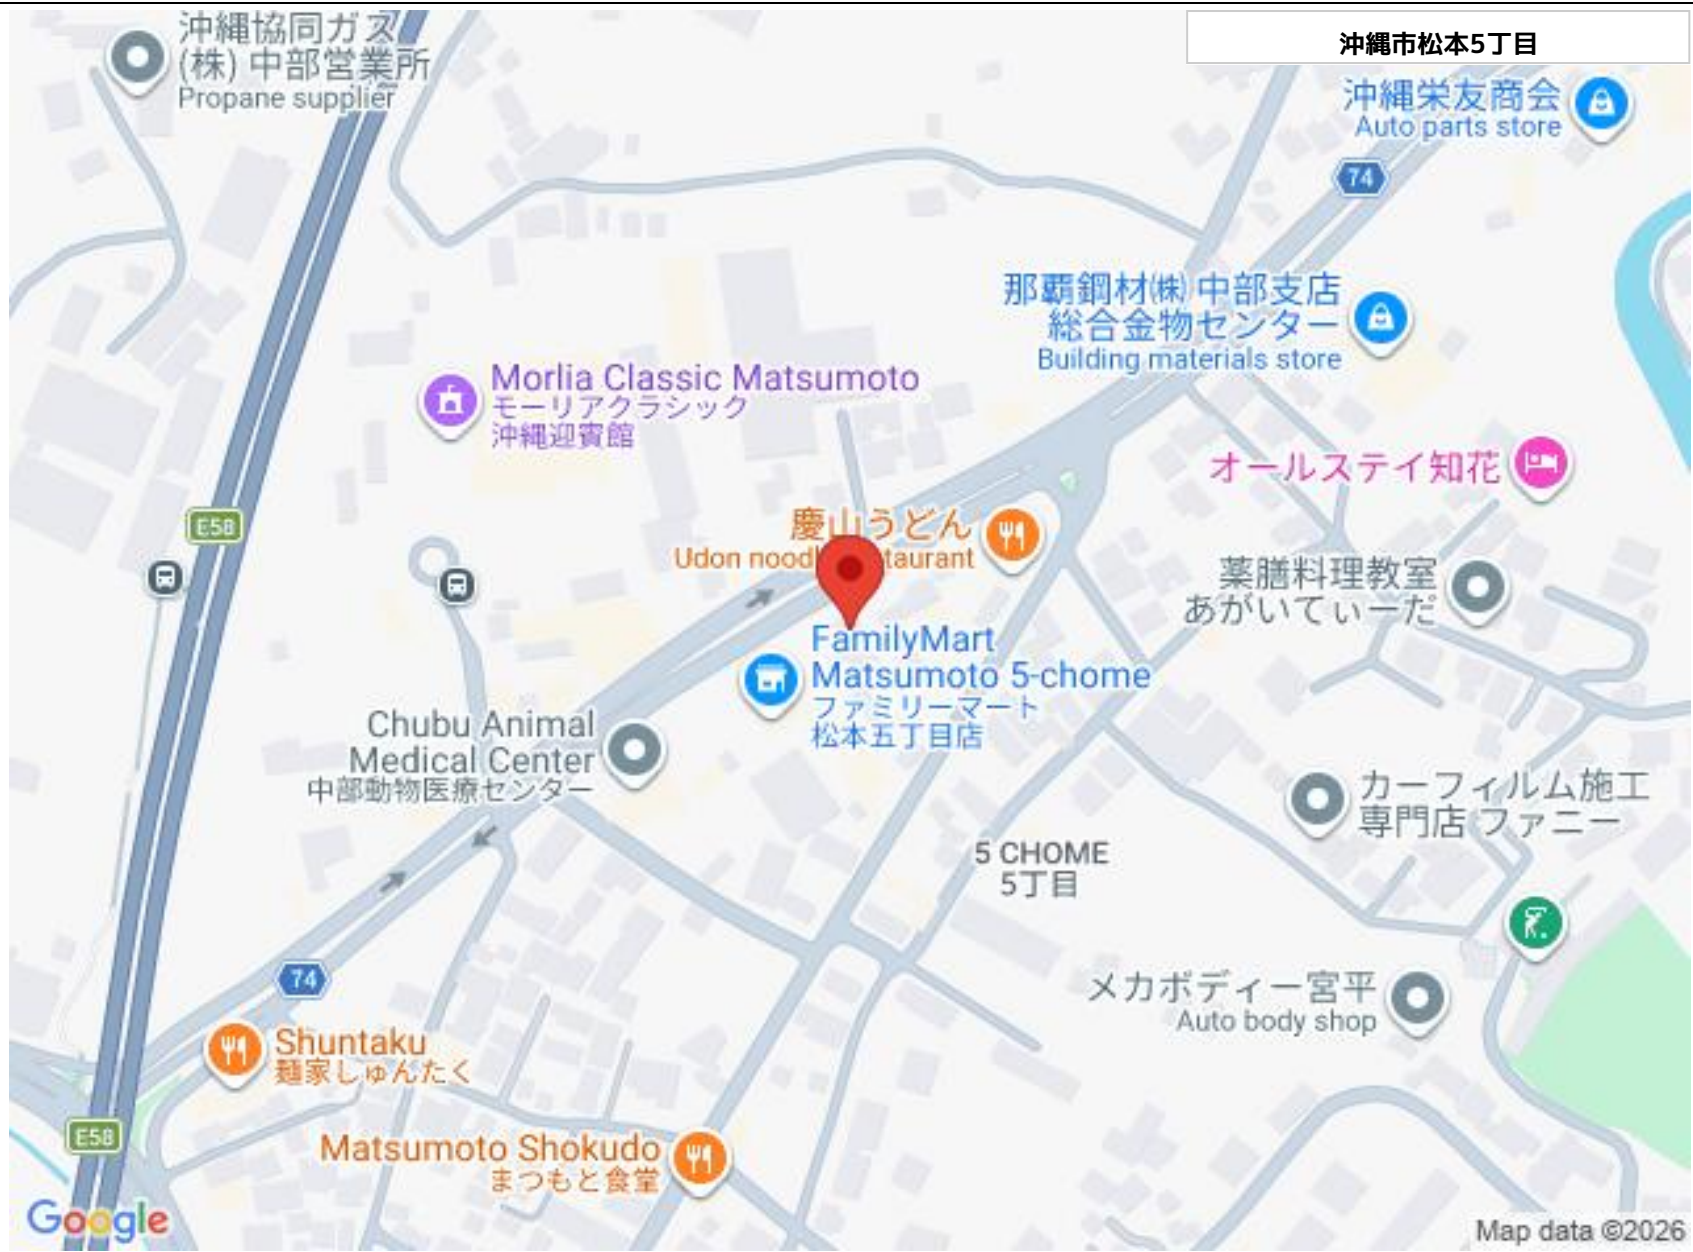 沖縄市松本5丁目
沖縄協同ガス
(株) 中部営業所
Propane supplier
沖縄栄友商会
Auto parts store
74
那覇鋼材㈱ 中部支店
総合金物センター
Building materials store
Morlia Classic Matsumoto
モーリアクラシック
沖縄迎賓館
オールステイ知花
E58
慶山うどん
Udon nood taurant
薬膳料理教室
あがいてぃーだ
FamilyMart
Matsumoto 5-chome
ファミリーマート
松本五丁目店
Chubu Animal
Medical Center
中部動物医療センター
カーフィルム施工
専門店 ファニー
5 CHOME
5丁目
74
メカボディー宮平
Auto body shop
Shuntaku
麺家しゅんたく
E58
Matsumoto Shokudo
まつもと食堂
Google
Map data ©2026